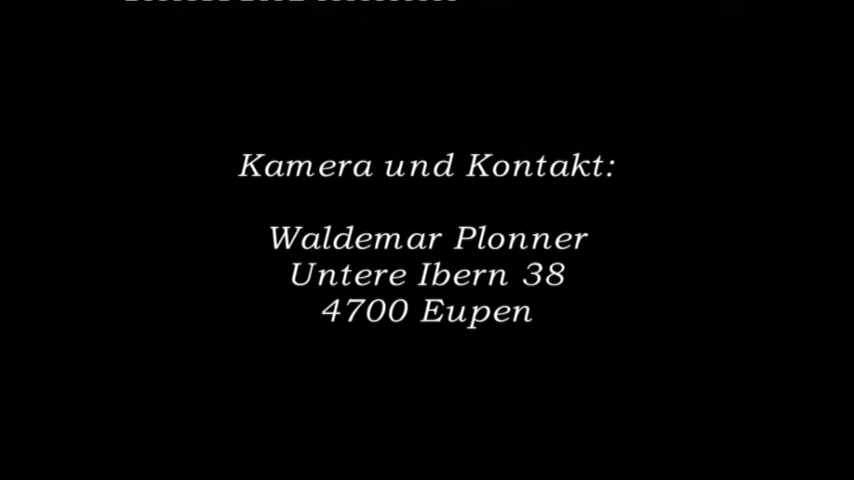 Kamera und Kontakt:
Waldemar Plonner
Untere Ibern 38
4700 Eupen